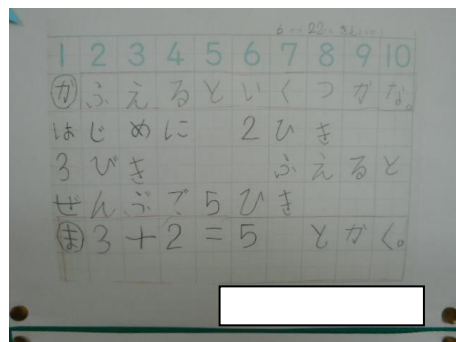 1 2 3 4 5 6 7 8 9 10
か ふえるといくつかな。
はじめに 2ひき
3びき ふえると
ぜんぶで5ひき
ま 3+2=5 とかく。